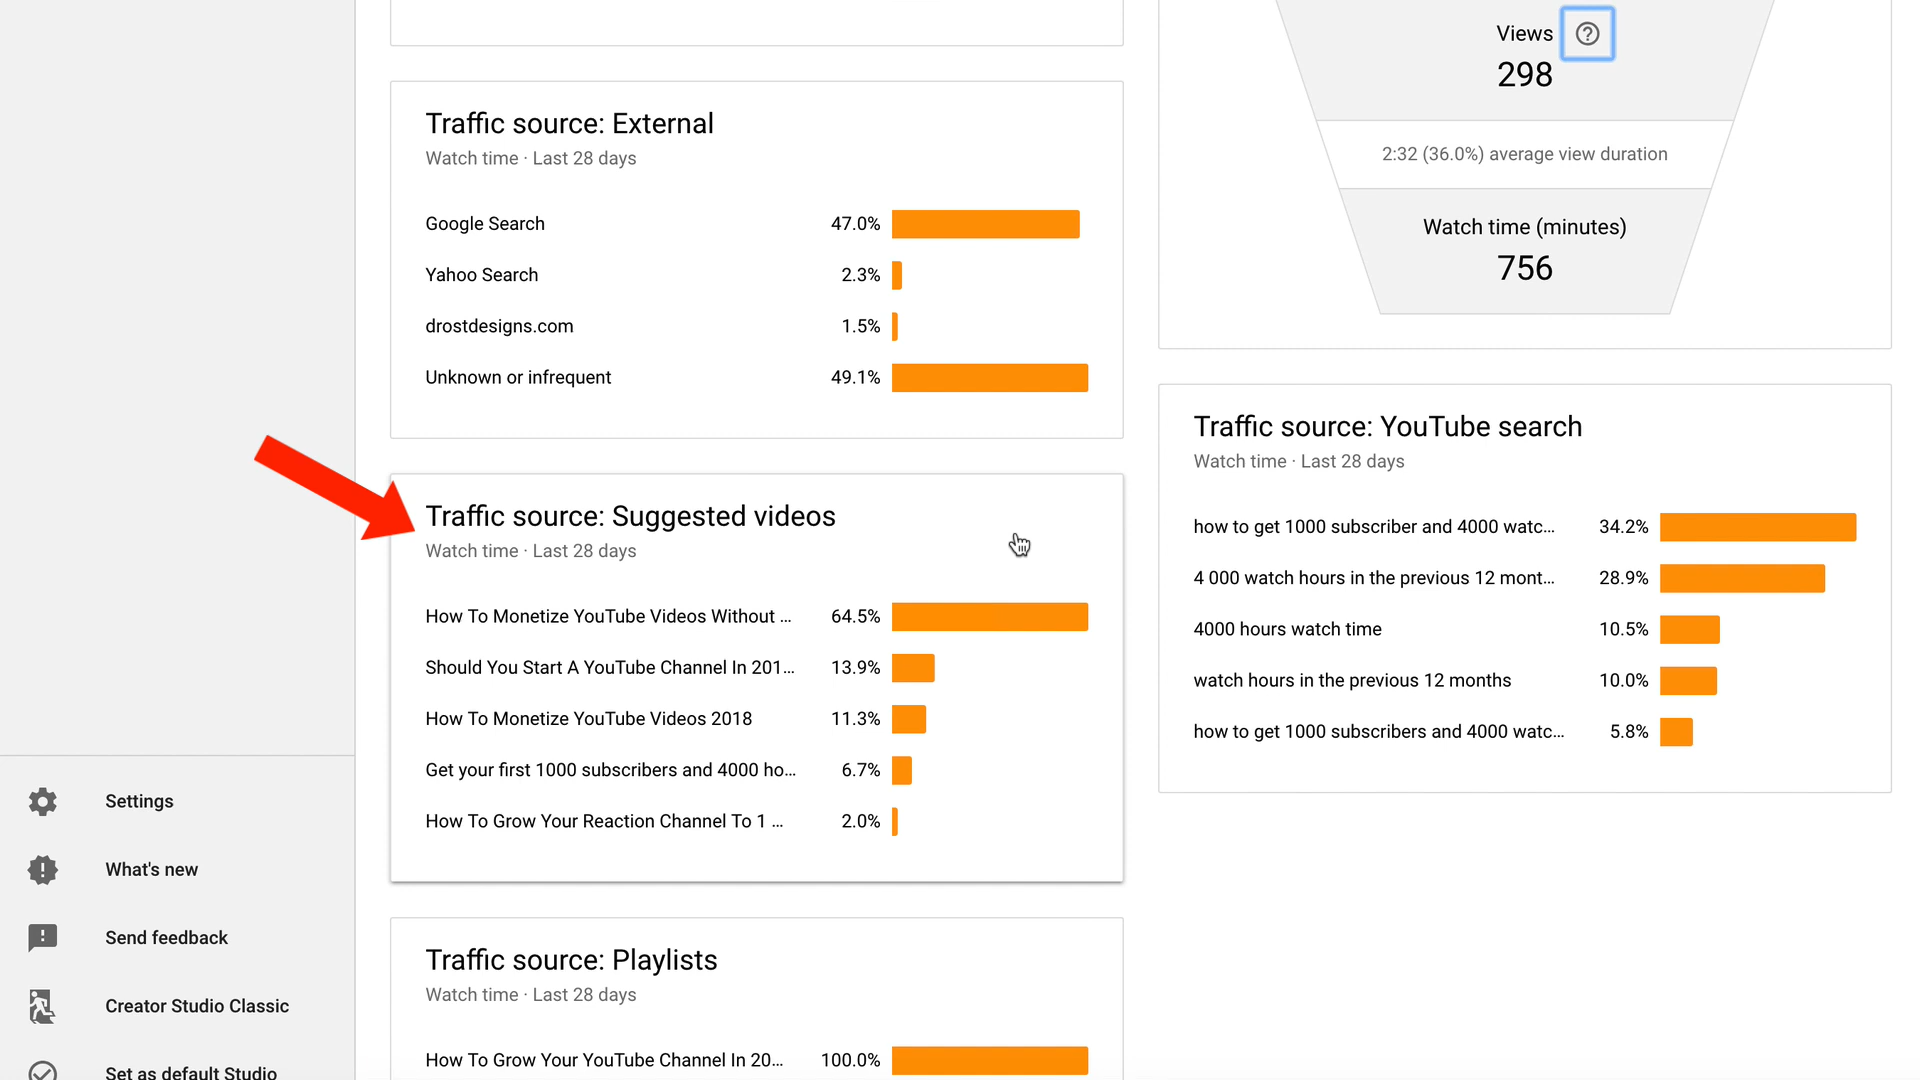 Views
298
2:32 (36.0%) average view duration
Watch time (minutes)
756
Traffic source: External
Watch time · Last 28 days
Google Search 47.0%
Yahoo Search 2.3%
drostdesigns.com 1.5%
Unknown or infrequent 49.1%
Traffic source: Suggested videos
Watch time · Last 28 days
How To Monetize YouTube Videos Without ... 64.5%
Should You Start A YouTube Channel In 201... 13.9%
How To Monetize YouTube Videos 2018 11.3%
Get your first 1000 subscribers and 4000 ho... 6.7%
How To Grow Your Reaction Channel To 1 ... 2.0%
Traffic source: Playlists
Watch time · Last 28 days
How To Grow Your YouTube Channel In 20... 100.0%
Traffic source: YouTube search
Watch time · Last 28 days
how to get 1000 subscriber and 4000 watc... 34.2%
4 000 watch hours in the previous 12 mont... 28.9%
4000 hours watch time 10.5%
watch hours in the previous 12 months 10.0%
how to get 1000 subscribers and 4000 watc... 5.8%
Settings
What's new
Send feedback
Creator Studio Classic
Set as default Studio